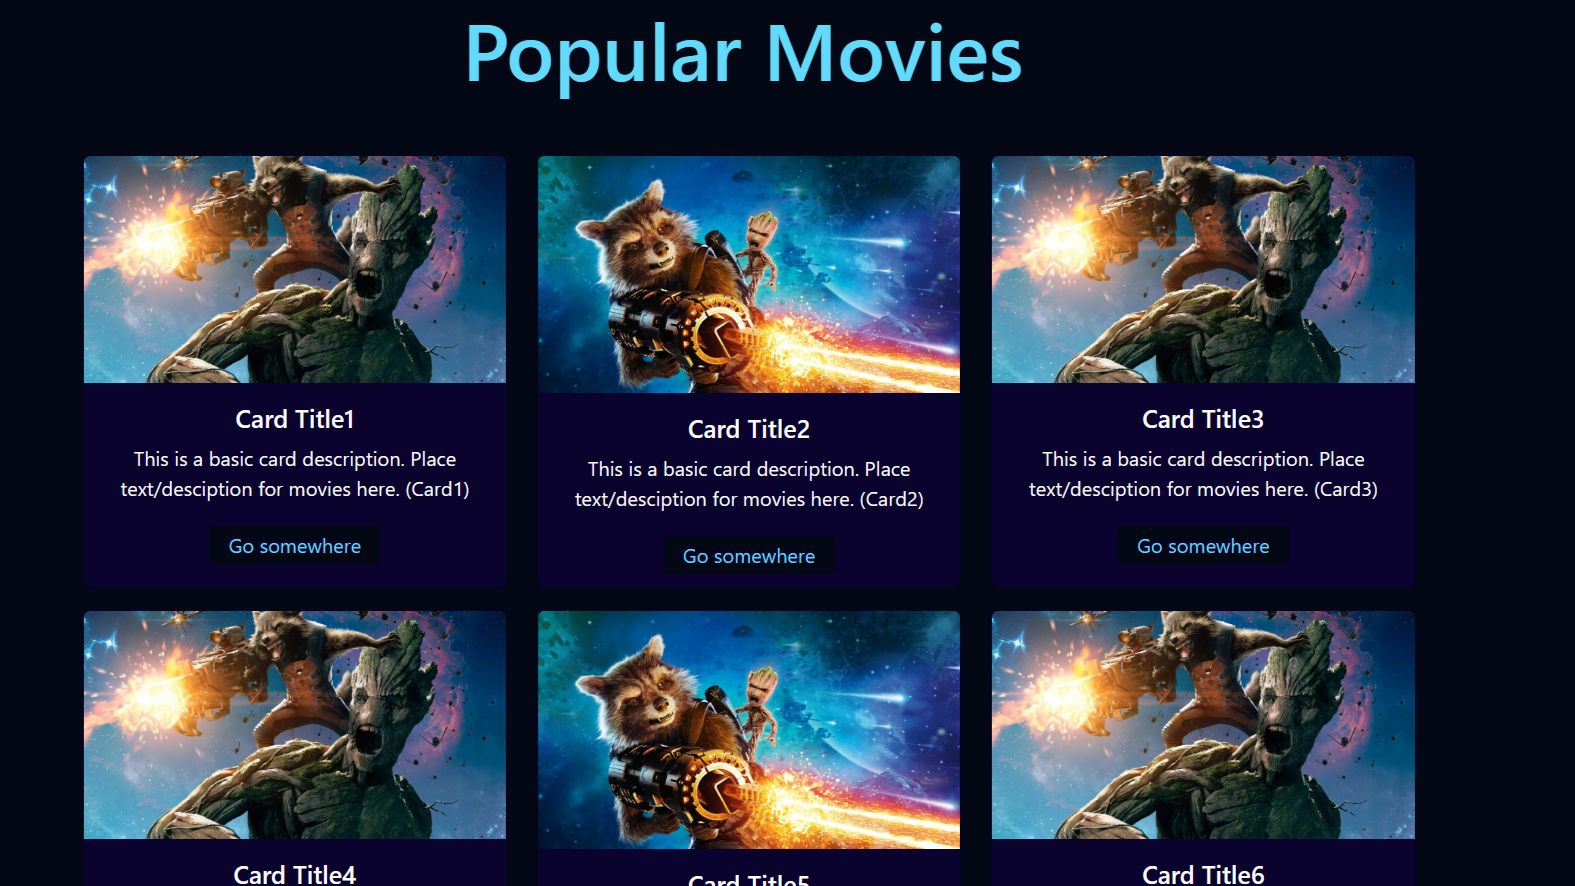 Popular Movies
Card Title1
This is a basic card description. Place
text/desciption for movies here. (Card1)
Go somewhere
Card Title2
This is a basic card description. Place
text/desciption for movies here. (Card2)
Go somewhere
Card Title3
This is a basic card description. Place
text/desciption for movies here. (Card3)
Go somewhere
Card Title4
Card Title5
Card Title6